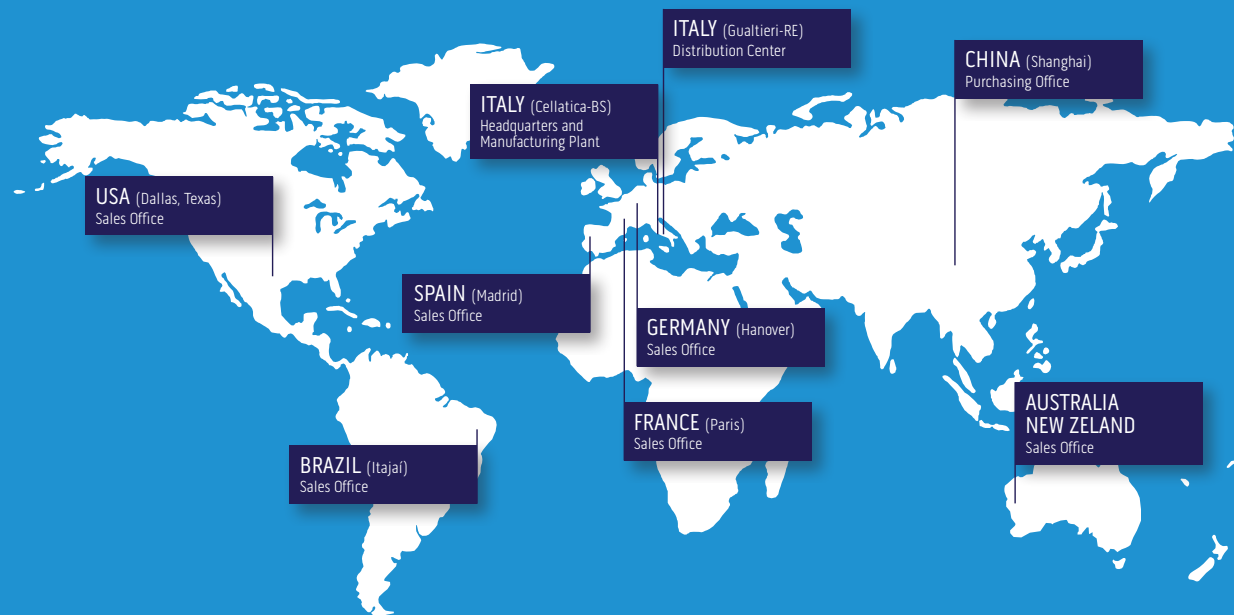 ITALY (Gualtieri-RE)
Distribution Center
CHINA (Shanghai)
Purchasing Office
ITALY (Cellatica-BS)
Headquarters and
Manufacturing Plant
USA (Dallas, Texas)
Sales Office
SPAIN (Madrid)
Sales Office
GERMANY (Hanover)
Sales Office
AUSTRALIA
NEW ZELAND
Sales Office
FRANCE (Paris)
Sales Office
BRAZIL (Itajaí)
Sales Office